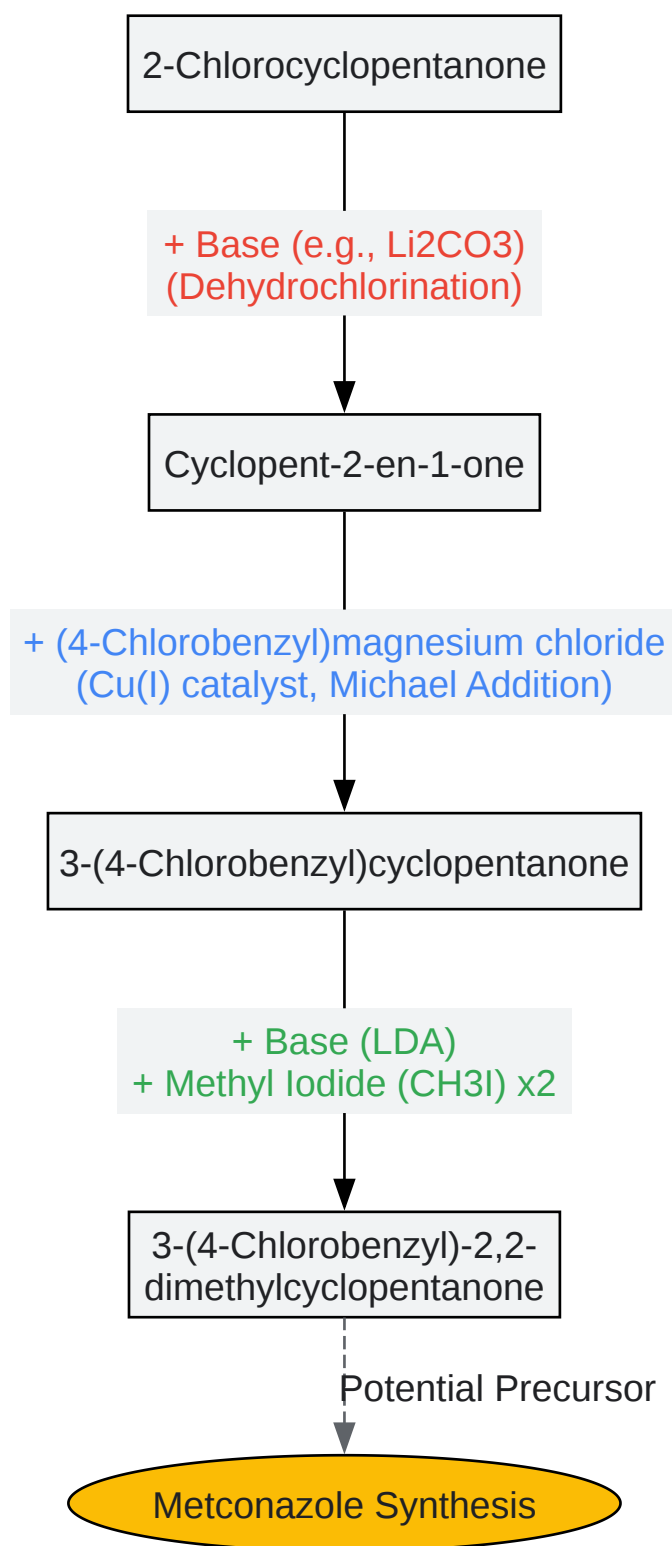 2-Chlorocyclopentanone
+ Base (e.g., Li2CO3)
(Dehydrochlorination)
Cyclopent-2-en-1-one
+ (4-Chlorobenzyl)magnesium chloride
(Cu(I) catalyst, Michael Addition)
3-(4-Chlorobenzyl)cyclopentanone
+ Base (LDA)
+ Methyl Iodide (CH3I) x2
3-(4-Chlorobenzyl)-2,2-
dimethylcyclopentanone
Potential Precursor
Metconazole Synthesis